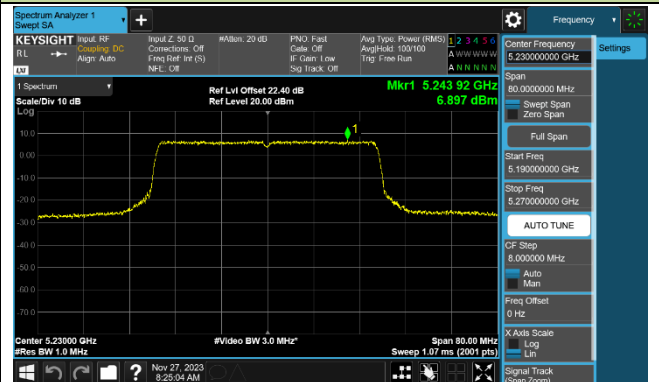 Spectrum Analyzer 1
Swept SA
Frequency
KEYSIGHT
RL
LXI
Input: RF
Coupling: DC
Align: Auto
Input Z: 50 Ω
Corrections: Off
Freq Ref: Int (S)
NFE: Off
#Atten: 20 dB
PNO: Fast
Gate: Off
IF Gain: Low
Sig Track: Off
Avg Type: Power (RMS)
Avg|Hold: 100/100
Trig: Free Run
1 2 3 4 5 6
A W W W W W
A N N N N N
Center Frequency
5.230000000 GHz
Settings
Span
80.0000000 MHz
Swept Span
Zero Span
Full Span
Start Freq
5.190000000 GHz
Stop Freq
5.270000000 GHz
AUTO TUNE
CF Step
8.000000 MHz
Auto
Man
Freq Offset
0 Hz
X Axis Scale
Log
Lin
Signal Track
(Span Zoom)
1 Spectrum
Scale/Div 10 dB
Log
Ref Lvl Offset 22.40 dB
Ref Level 20.00 dBm
Mkr1 5.243 92 GHz
6.897 dBm
1
10.0
0.00
-10.0
-20.0
-30.0
-40.0
-50.0
-60.0
-70.0
Center 5.23000 GHz
#Res BW 1.0 MHz
#Video BW 3.0 MHz*
Span 80.00 MHz
Sweep 1.07 ms (2001 pts)
?
Nov 27, 2023
8:25:04 AM